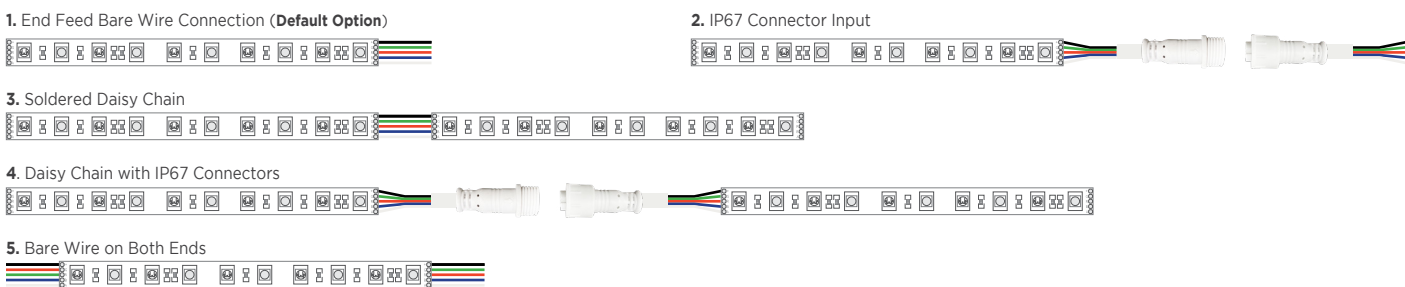 1. End Feed Bare Wire Connection (Default Option)
2. IP67 Connector Input
3. Soldered Daisy Chain
4. Daisy Chain with IP67 Connectors
5. Bare Wire on Both Ends